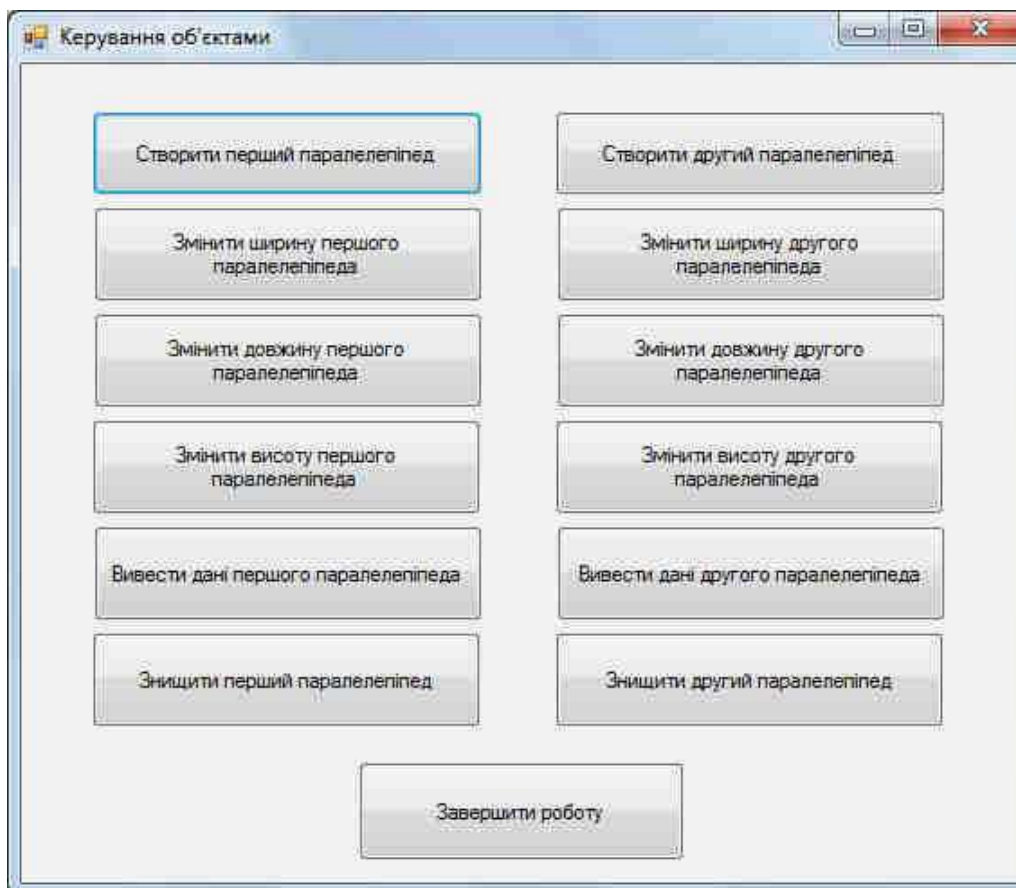 Керування об'єктами
Створити перший паралелепіпед
Створити другий паралелепіпед
Змінити ширину першого
паралелепіпеда
Змінити ширину другого
паралелепіпеда
Змінити довжину першого
паралелепіпеда
Змінити довжину другого
паралелепіпеда
Змінити висоту першого
паралелепіпеда
Змінити висоту другого
паралелепіпеда
Вивести дані першого паралелепіпеда
Вивести дані другого паралелепіпеда
Знищити перший паралелепіпед
Знищити другий паралелепіпед
Завершити роботу